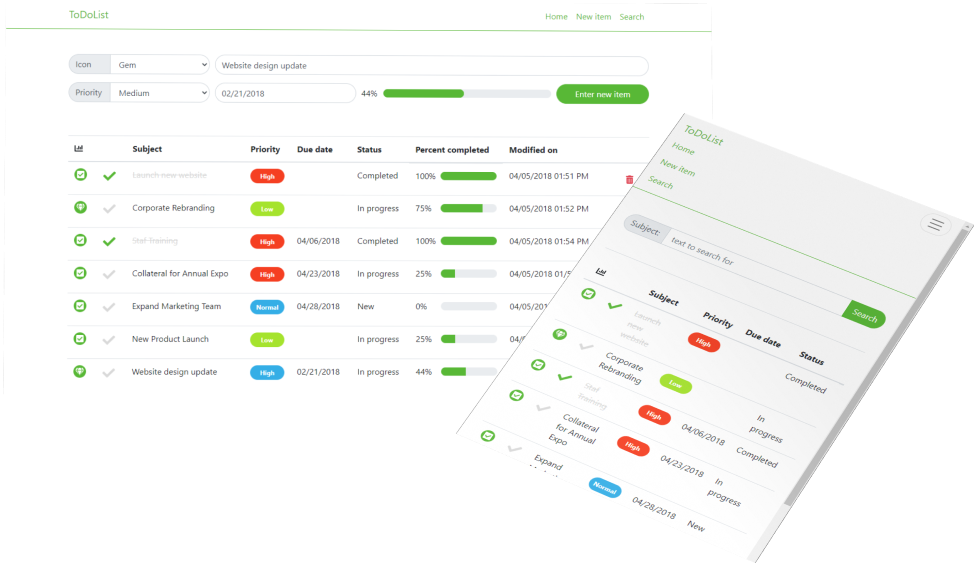 ToDoList
Home New item Search
Icon Gem Website design update
Priority Medium 02/21/2018 44% Enter new item
Subject Priority Due date Status Percent completed Modified on
Launch new website High Completed 100% 04/05/2018 01:51 PM
Corporate Rebranding Low In progress 75% 04/05/2018 01:52 PM
Staf Training High 04/06/2018 Completed 100% 04/05/2018 01:54 PM
Collateral for Annual Expo High 04/23/2018 In progress 25% 04/05/2018 01/5
Expand Marketing Team Normal 04/28/2018 New 0% 04/05/201
New Product Launch Low In progress 25% 04/
Website design update High 02/21/2018 In progress 44%
ToDoList
Home
New item
Search
Subject: text to search for Search
Subject Priority Due date Status
Launch
new
website
High Completed
Corporate
Rebranding
Low In
progress
Staf
Training
High 04/06/2018 Completed
Collateral
for Annual
Expo
High 04/23/2018 In
progress
Expand
Normal 04/28/2018 New